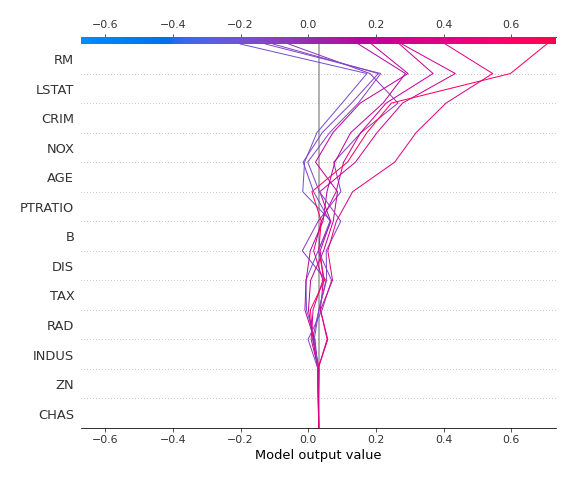 −0.6 −0.4 −0.2 0.0 0.2 0.4 0.6
RM
LSTAT
CRIM
NOX
AGE
PTRATIO
B
DIS
TAX
RAD
INDUS
ZN
CHAS
−0.6 −0.4 −0.2 0.0 0.2 0.4 0.6
Model output value